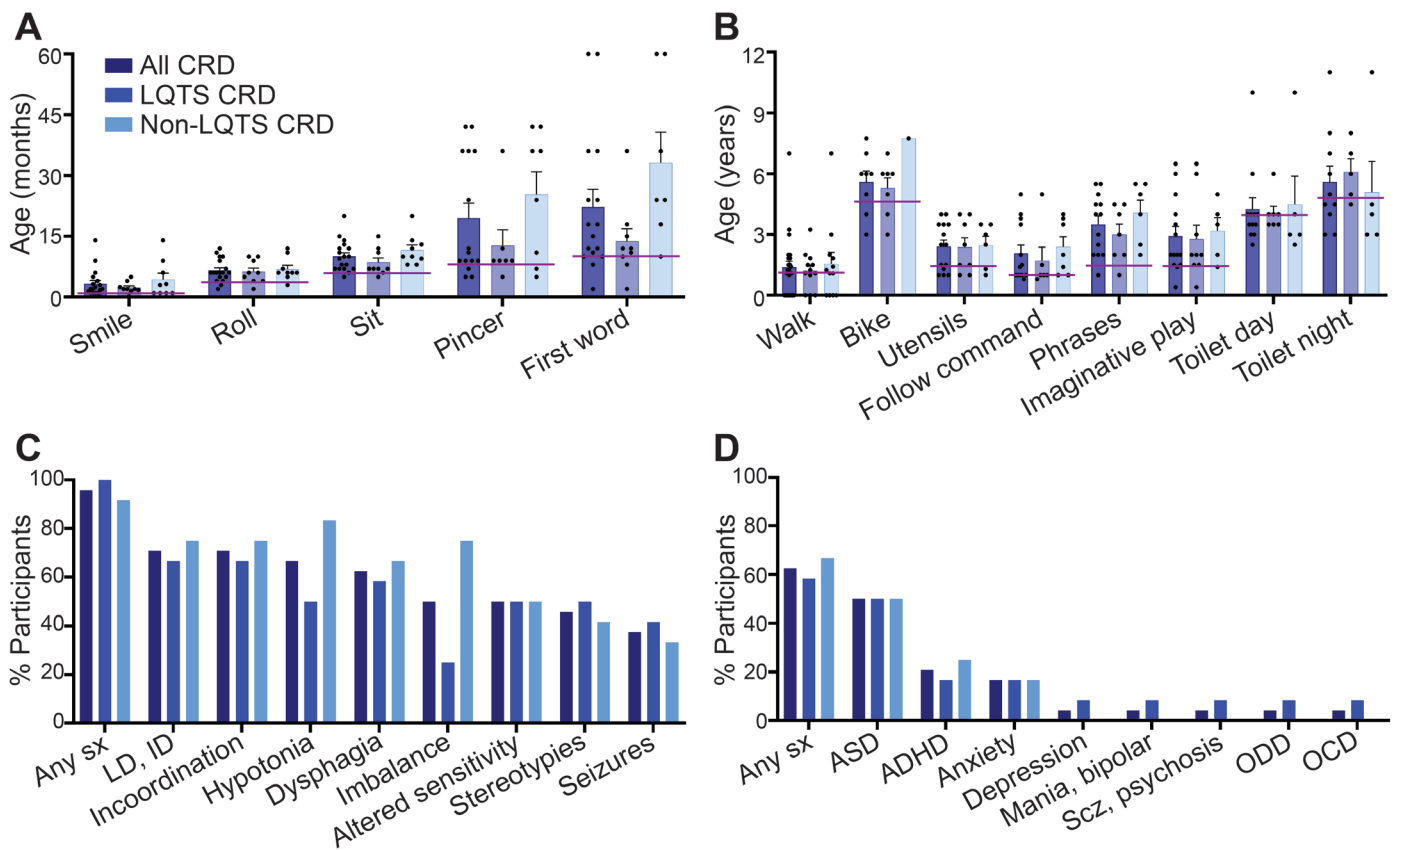 A
Age (months)
60
45
30
15
0
All CRD
LQTS CRD
Non-LQTS CRD
Smile
Roll
Sit
Pincer
First word
B
Age (years)
12
9
6
3
0
Walk
Bike
Utensils
Follow command
Phrases
Imaginative play
Toilet day
Toilet night
C
% Participants
100
80
60
40
20
0
Any sx
LD, ID
Incoordination
Hypotonia
Dysphagia
Imbalance
Altered sensitivity
Stereotypies
Seizures
D
% Participants
100
80
60
40
20
0
Any sx
ASD
ADHD
Anxiety
Depression
Mania, bipolar
Scz, psychosis
ODD
OCD